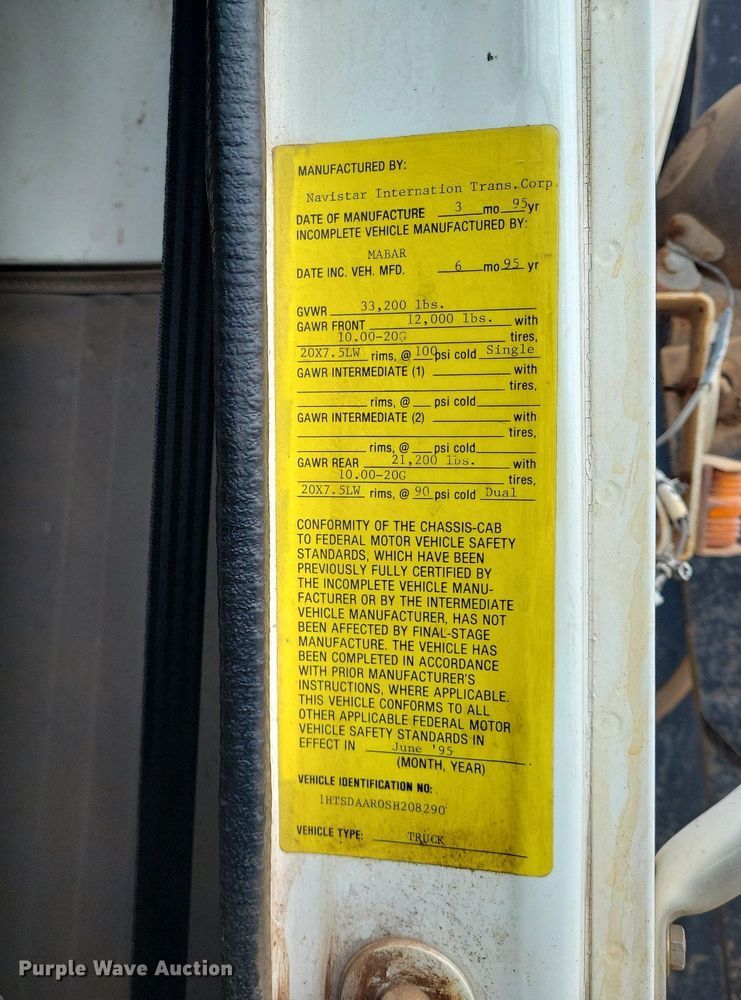 MANUFACTURED BY:
Navistar Internation Trans.Corp.
DATE OF MANUFACTURE 3 mo 95 yr
INCOMPLETE VEHICLE MANUFACTURED BY:
MABAR
DATE INC. VEH. MFD. 6 mo 95 yr
GVWR 33,200 lbs.
GAWR FRONT 12,000 lbs. with
10.00-20G tires,
20X7.5LW rims, @ 100 psi cold Single
GAWR INTERMEDIATE (1) with
tires,
rims, @ psi cold
GAWR INTERMEDIATE (2) with
tires,
rims, @ psi cold
GAWR REAR 21,200 lbs. with
10.00-20G tires,
20X7.5LW rims, @ 90 psi cold Dual
CONFORMITY OF THE CHASSIS-CAB
TO FEDERAL MOTOR VEHICLE SAFETY
STANDARDS, WHICH HAVE BEEN
PREVIOUSLY FULLY CERTIFIED BY
THE INCOMPLETE VEHICLE MANU-
FACTURER OR BY THE INTERMEDIATE
VEHICLE MANUFACTURER, HAS NOT
BEEN AFFECTED BY FINAL-STAGE
MANUFACTURE. THE VEHICLE HAS
BEEN COMPLETED IN ACCORDANCE
WITH PRIOR MANUFACTURER'S
INSTRUCTIONS, WHERE APPLICABLE.
THIS VEHICLE CONFORMS TO ALL
OTHER APPLICABLE FEDERAL MOTOR
VEHICLE SAFETY STANDARDS IN
EFFECT IN June '95
(MONTH, YEAR)
VEHICLE IDENTIFICATION NO:
1HTSDAAR0SH208290
VEHICLE TYPE: TRUCK
Purple Wave Auction